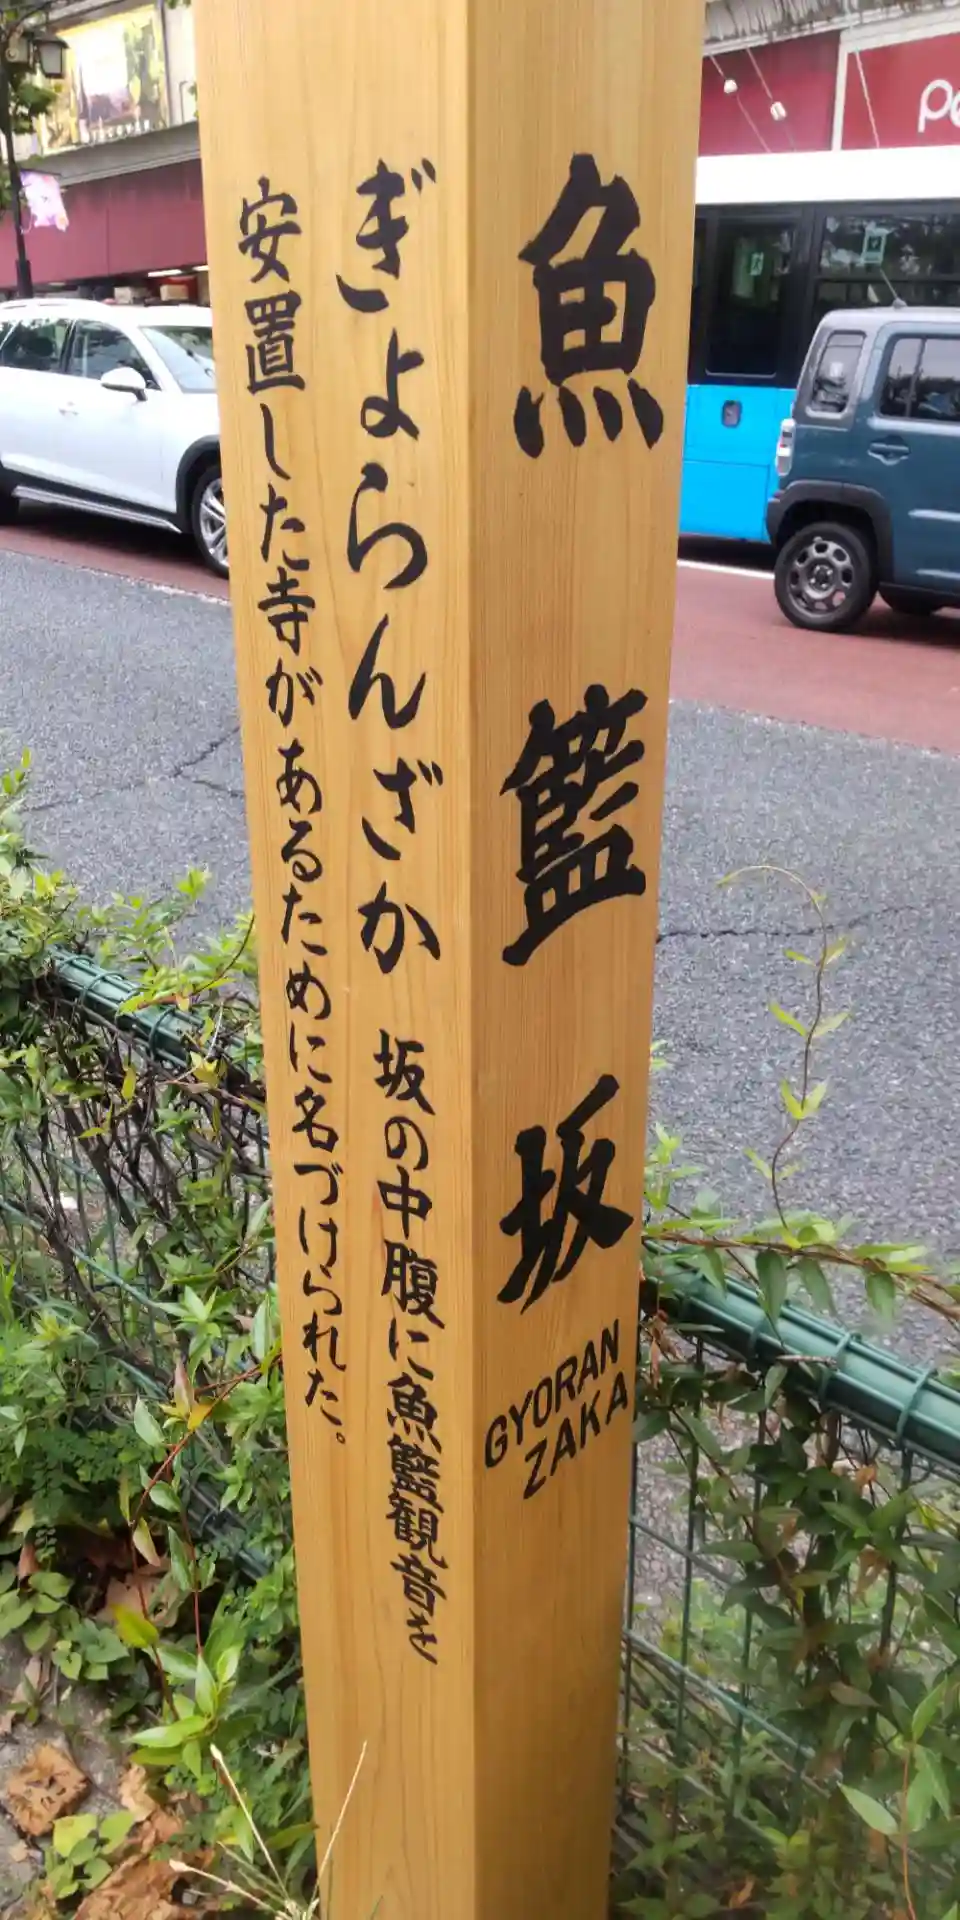 魚籃坂
GYORAN
ZAKA
ぎょらんざか 坂の中腹に魚籃観音を
安置した寺があるために名づけられた。